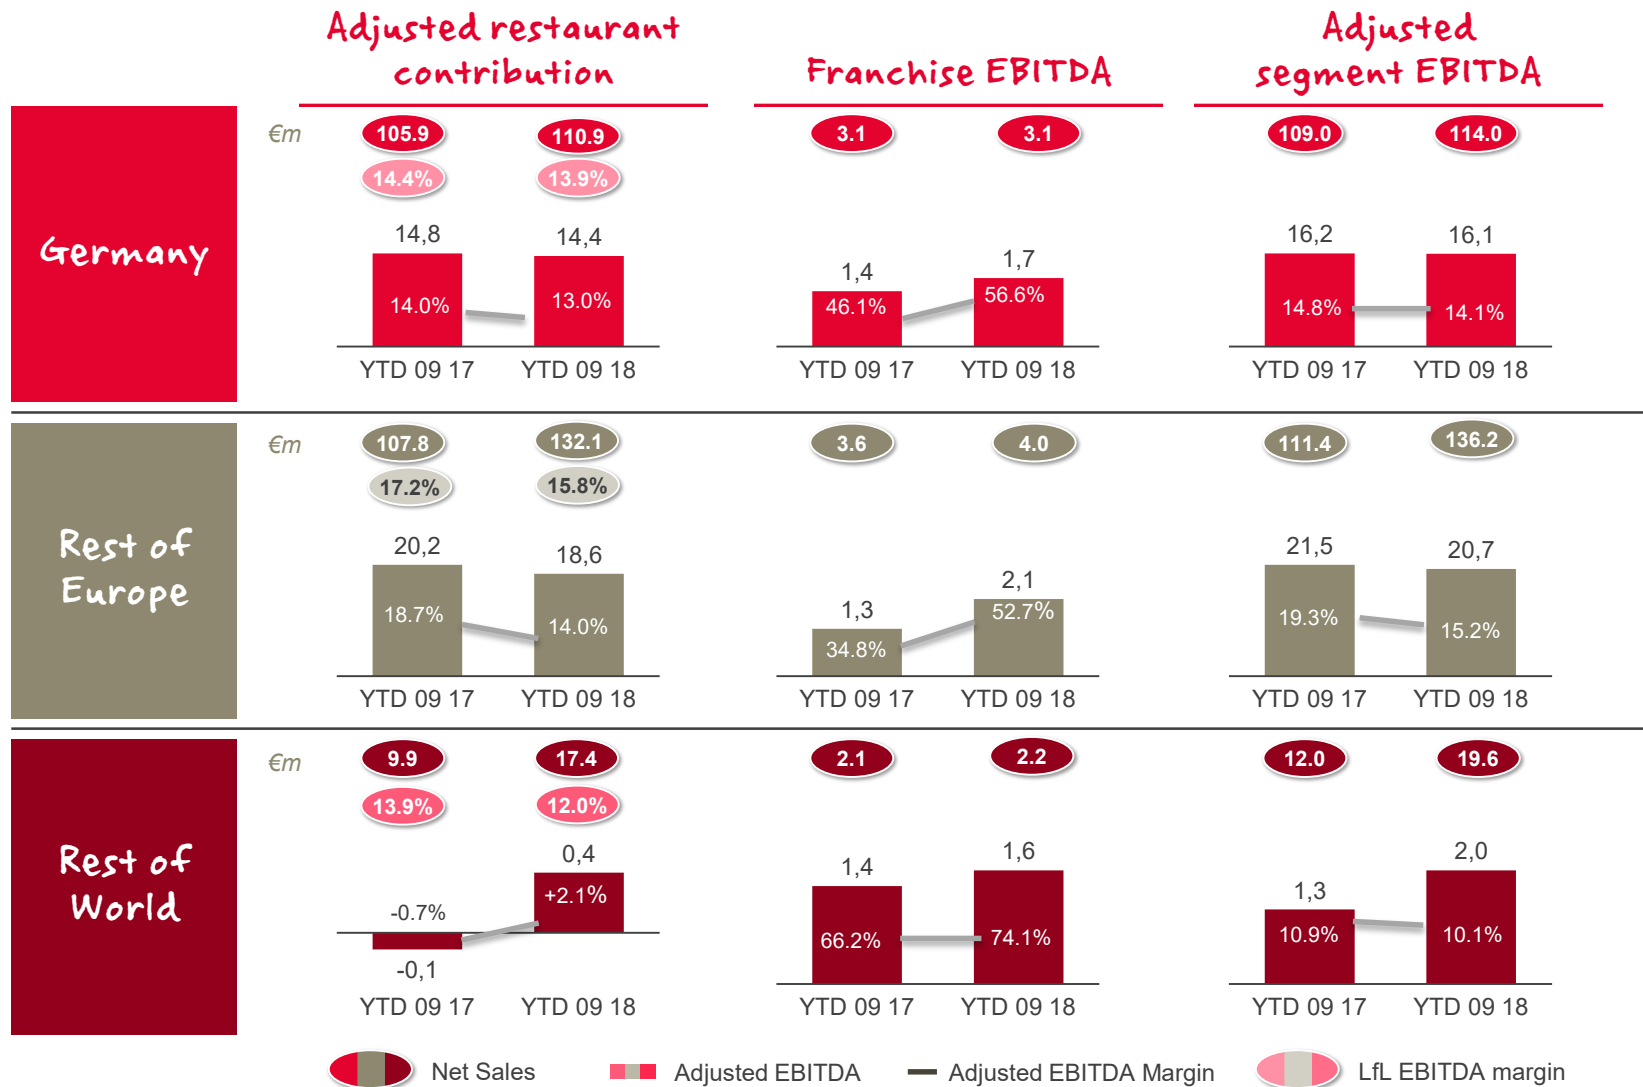 Adjusted restaurant
contribution
Franchise EBITDA
Adjusted
segment EBITDA
Germany
€m
105.9
110.9
3.1
3.1
109.0
114.0
14.4%
13.9%
14,8
14,4
1,4
1,7
16,2
16,1
14.0%
13.0%
46.1%
56.6%
14.8%
14.1%
YTD 09 17
YTD 09 18
YTD 09 17
YTD 09 18
YTD 09 17
YTD 09 18
Rest of
Europe
€m
107.8
132.1
3.6
4.0
111.4
136.2
17.2%
15.8%
20,2
18,6
1,3
2,1
21,5
20,7
18.7%
14.0%
34.8%
52.7%
19.3%
15.2%
YTD 09 17
YTD 09 18
YTD 09 17
YTD 09 18
YTD 09 17
YTD 09 18
Rest of
World
€m
9.9
17.4
2.1
2.2
12.0
19.6
13.9%
12.0%
0,4
1,4
1,6
1,3
2,0
-0.7%
+2.1%
66.2%
74.1%
10.9%
10.1%
-0,1
YTD 09 17
YTD 09 18
YTD 09 17
YTD 09 18
YTD 09 17
YTD 09 18
Net Sales
Adjusted EBITDA
Adjusted EBITDA Margin
LfL EBITDA margin